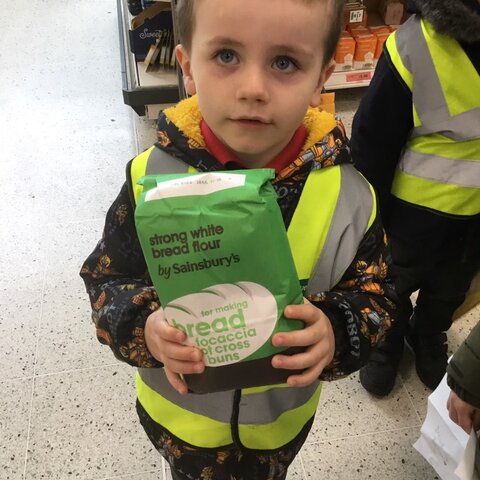 strong white
bread flour
by Sainsbury's
for making
bread
focaccia
hot cross
buns